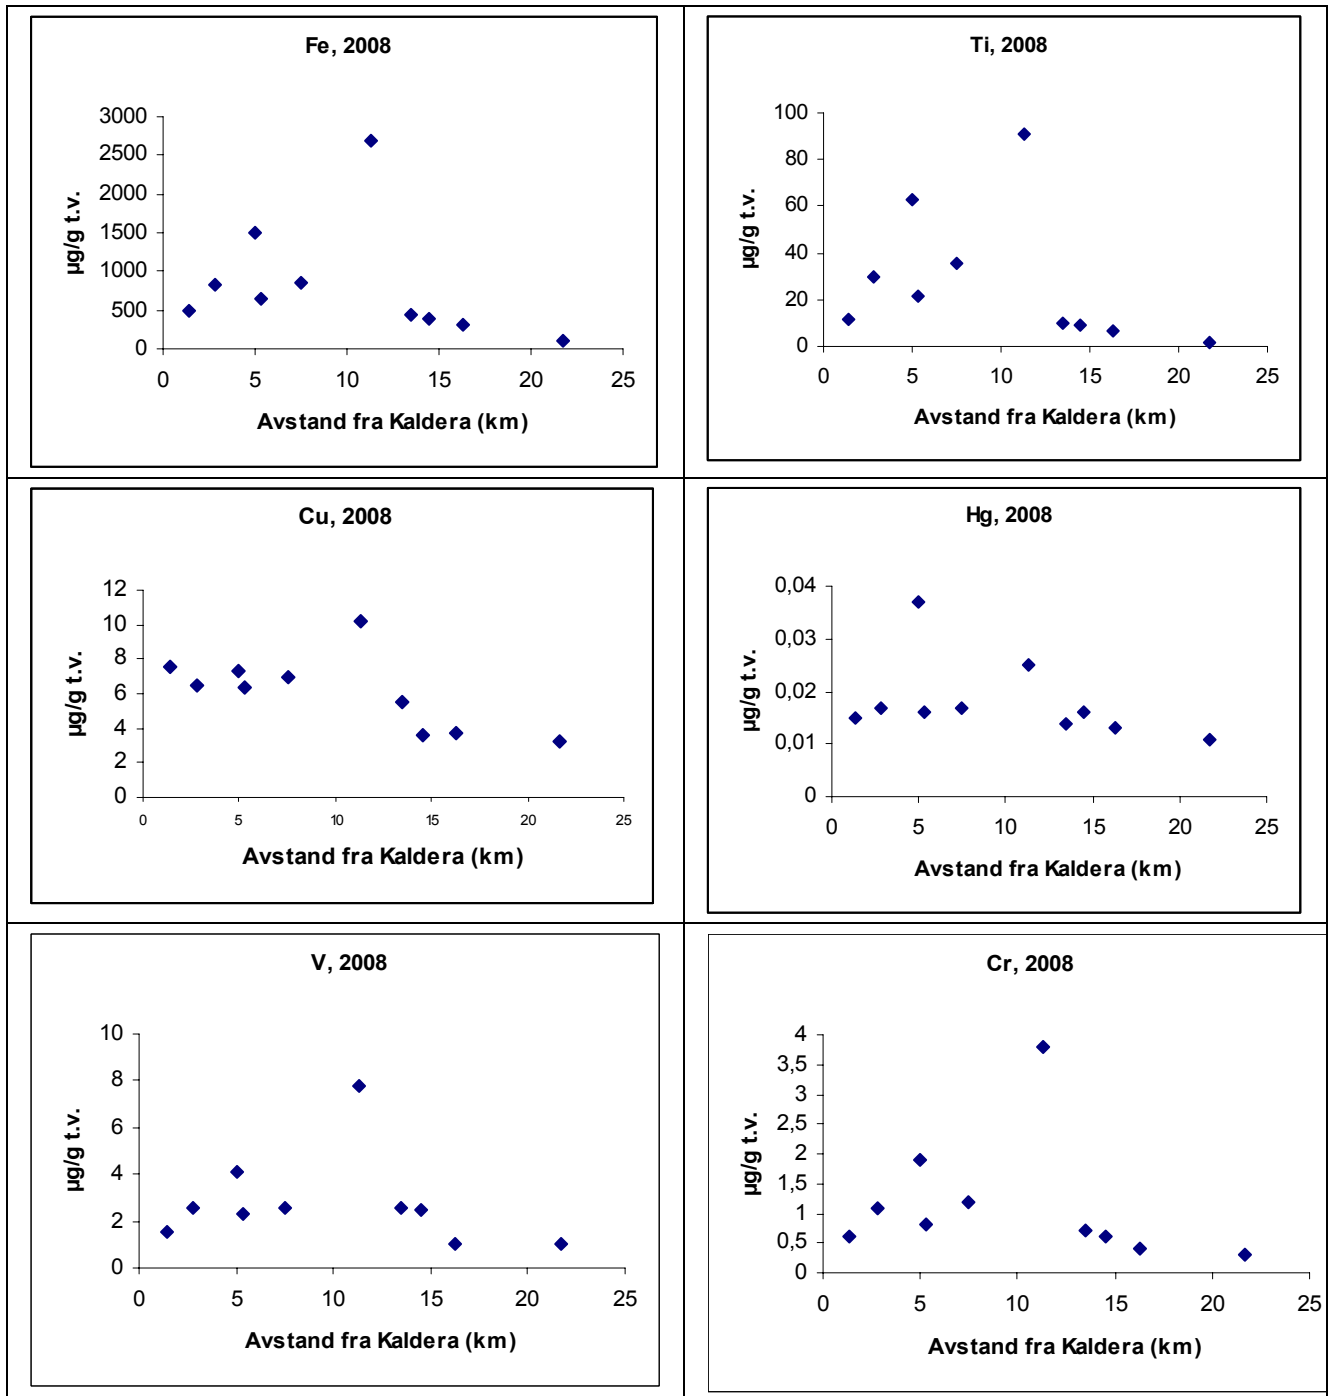 Fe, 2008
3000
2500
2000
1500
1000
500
0
µg/g t.v.
0 5 10 15 20 25
Avstand fra Kaldera (km)
Ti, 2008
100
80
60
40
20
0
µg/g t.v.
0 5 10 15 20 25
Avstand fra Kaldera (km)
Cu, 2008
12
10
8
6
4
2
0
µg/g t.v.
0 5 10 15 20 25
Avstand fra Kaldera (km)
Hg, 2008
0,04
0,03
0,02
0,01
0
µg/g t.v.
0 5 10 15 20 25
Avstand fra Kaldera (km)
V, 2008
10
8
6
4
2
0
µg/g t.v.
0 5 10 15 20 25
Avstand fra Kaldera (km)
Cr, 2008
4
3,5
3
2,5
2
1,5
1
0,5
0
µg/g t.v.
0 5 10 15 20 25
Avstand fra Kaldera (km)